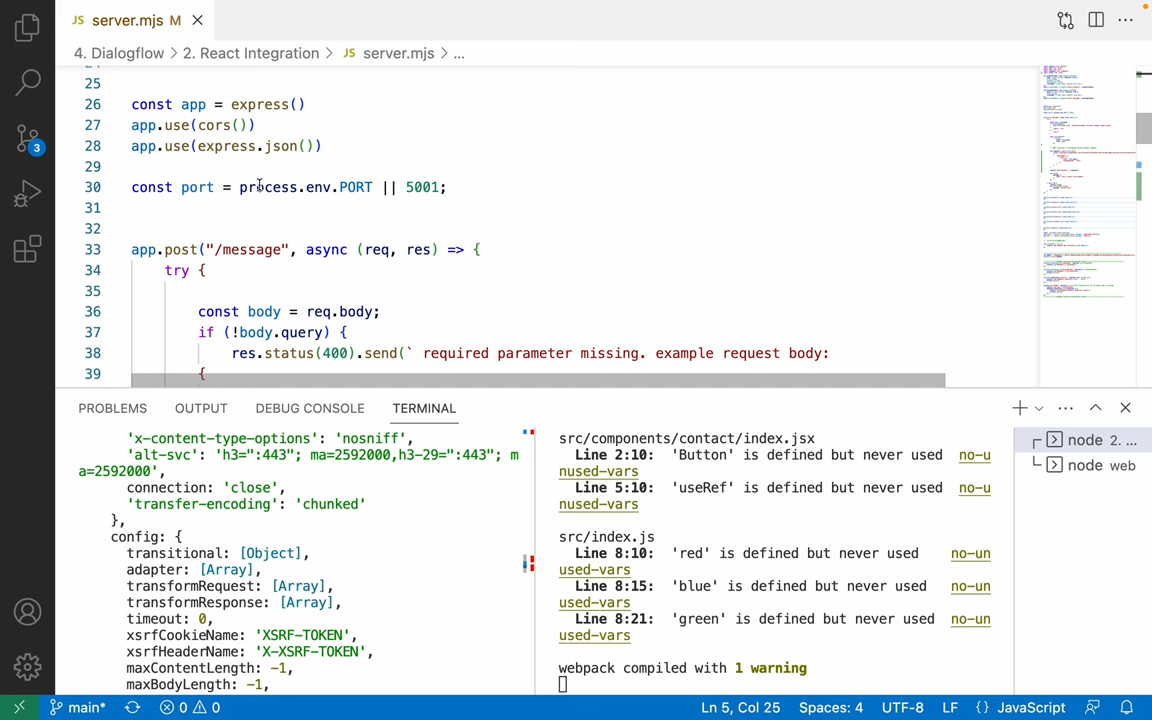 JS server.mjs M
4. Dialogflow > 2. React Integration > JS server.mjs > ...
25
26 const app = express()
27 app.use(cors())
28 app.use(express.json())
29
30 const port = process.env.PORT || 5001;
31
32
33 app.post("/message", async (req, res) => {
34 try {
35
36 const body = req.body;
37 if (!body.query) {
38 res.status(400).send(` required parameter missing. example request body:
39 {
3
PROBLEMS OUTPUT DEBUG CONSOLE TERMINAL
'x-content-type-options': 'nosniff',
'alt-svc': 'h3=":443"; ma=2592000,h3-29=":443"; m
a=2592000',
connection: 'close',
'transfer-encoding': 'chunked'
},
config: {
transitional: [Object],
adapter: [Array],
transformRequest: [Array],
transformResponse: [Array],
timeout: 0,
xsrfCookieName: 'XSRF-TOKEN',
xsrfHeaderName: 'X-XSRF-TOKEN',
maxContentLength: -1,
maxBodyLength: -1,
src/components/contact/index.jsx
Line 2:10: 'Button' is defined but never used no-u
nused-vars
Line 5:10: 'useRef' is defined but never used no-u
nused-vars
src/index.js
Line 8:10: 'red' is defined but never used no-un
used-vars
Line 8:15: 'blue' is defined but never used no-un
used-vars
Line 8:21: 'green' is defined but never used no-un
used-vars
webpack compiled with 1 warning
node 2. ...
node web
main* 0 0 Ln 5, Col 25 Spaces: 4 UTF-8 LF {} JavaScript